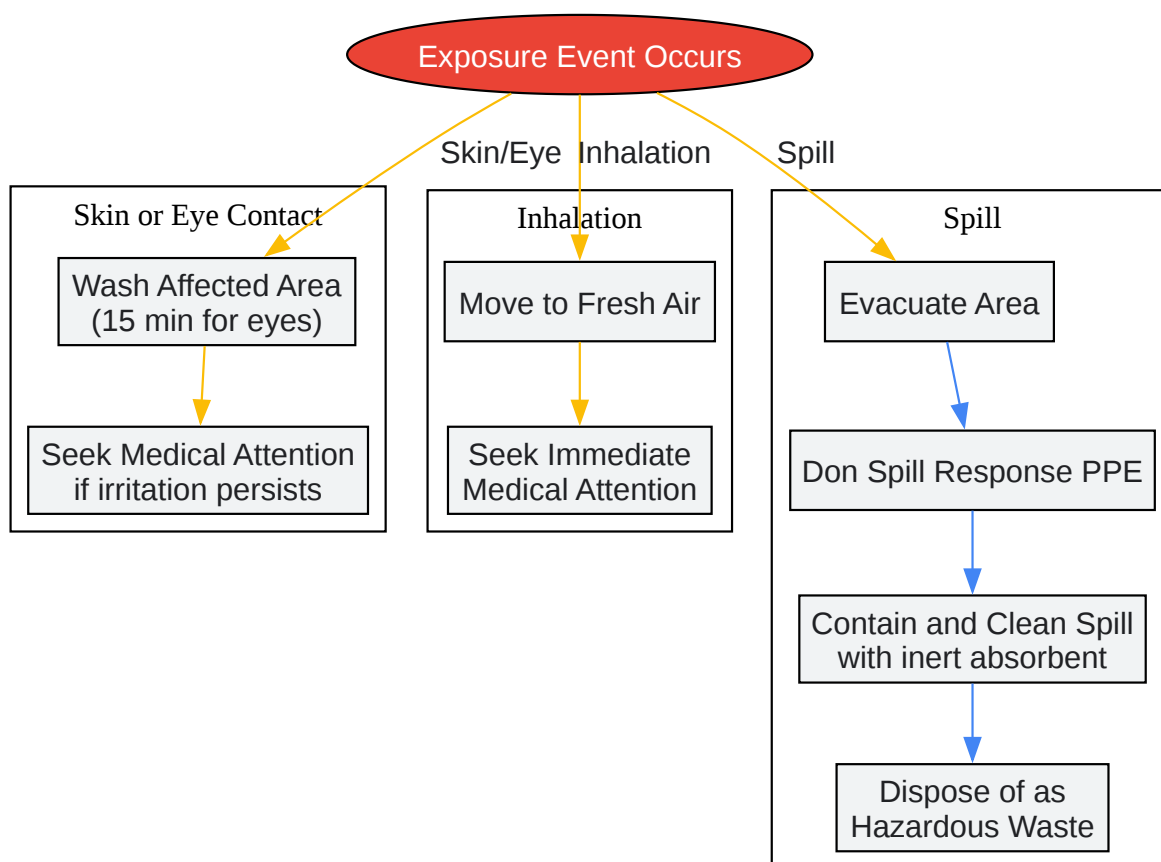 Exposure Event Occurs
Skin/Eye
Inhalation
Spill
Skin or Eye Contact
Wash Affected Area
(15 min for eyes)
Seek Medical Attention
if irritation persists
Inhalation
Move to Fresh Air
Seek Immediate
Medical Attention
Spill
Evacuate Area
Don Spill Response PPE
Contain and Clean Spill
with inert absorbent
Dispose of as
Hazardous Waste